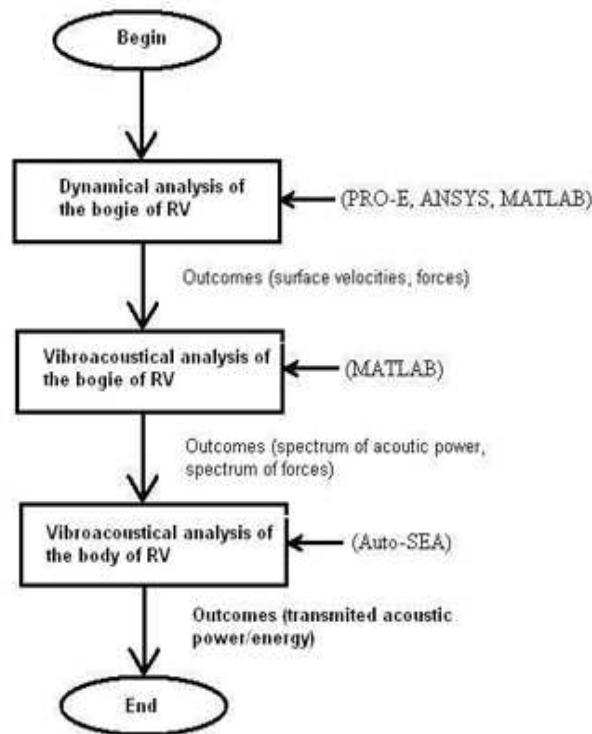 Begin
Dynamical analysis of
the bogie of RV
(PRO-E, ANSYS, MATLAB)
Outcomes (surface velocities, forces)
Vibroacoustical analysis of
the bogie of RV
(MATLAB)
Outcomes (spectrum of acoutic power,
spectrum of forces)
Vibroacoustical analysis of
the body of RV
(Auto-SEA)
Outcomes (transmited acoustic
power/energy)
End